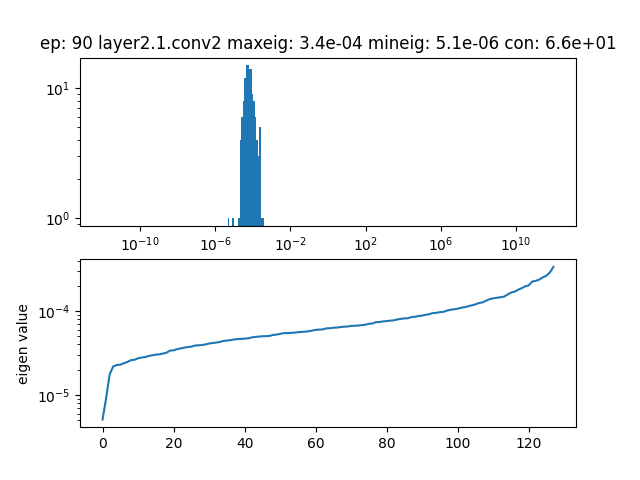 ep: 90 layer2.1.conv2 maxeig: 3.4e-04 mineig: 5.1e-06 con: 6.6e+01
10¹
10⁰
10⁻¹⁰ 10⁻⁶ 10⁻² 10² 10⁶ 10¹⁰
eigen value
10⁻⁴
10⁻⁵
0 20 40 60 80 100 120